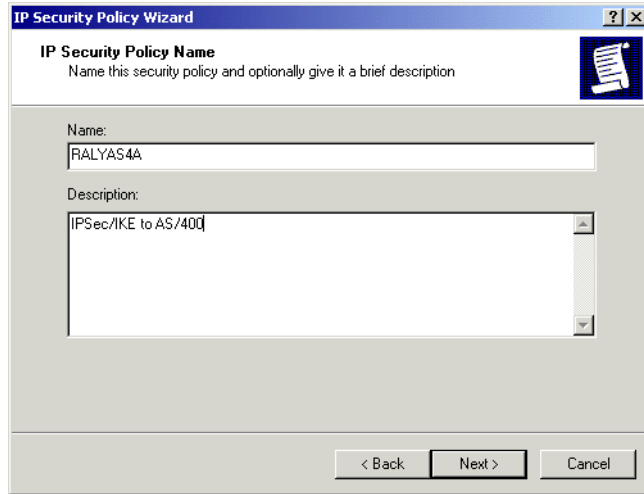 IP Security Policy Wizard
IP Security Policy Name
Name this security policy and optionally give it a brief description
Name:
RALYAS4A
Description:
IPSec/IKE to AS/400
< Back Next > Cancel